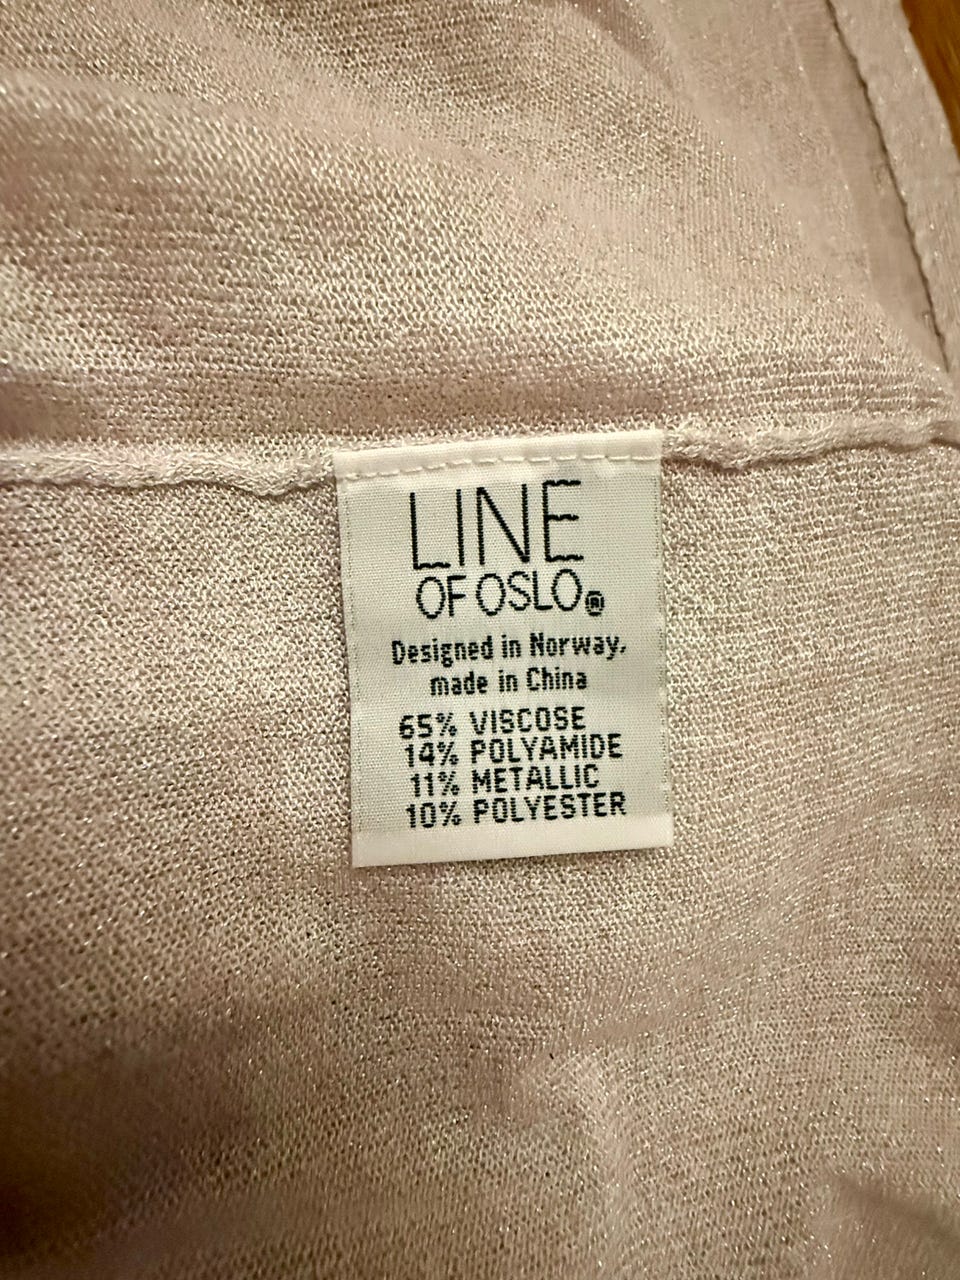 LINE
OF OSLO®
Designed in Norway,
made in China
65% VISCOSE
14% POLYAMIDE
11% METALLIC
10% POLYESTER